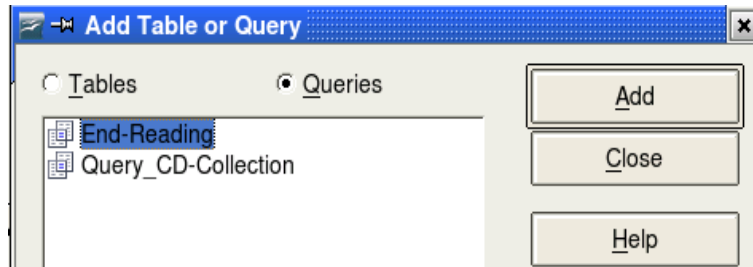 Add Table or Query
Tables
Queries
Add
End-Reading
Query_CD-Collection
Close
Help